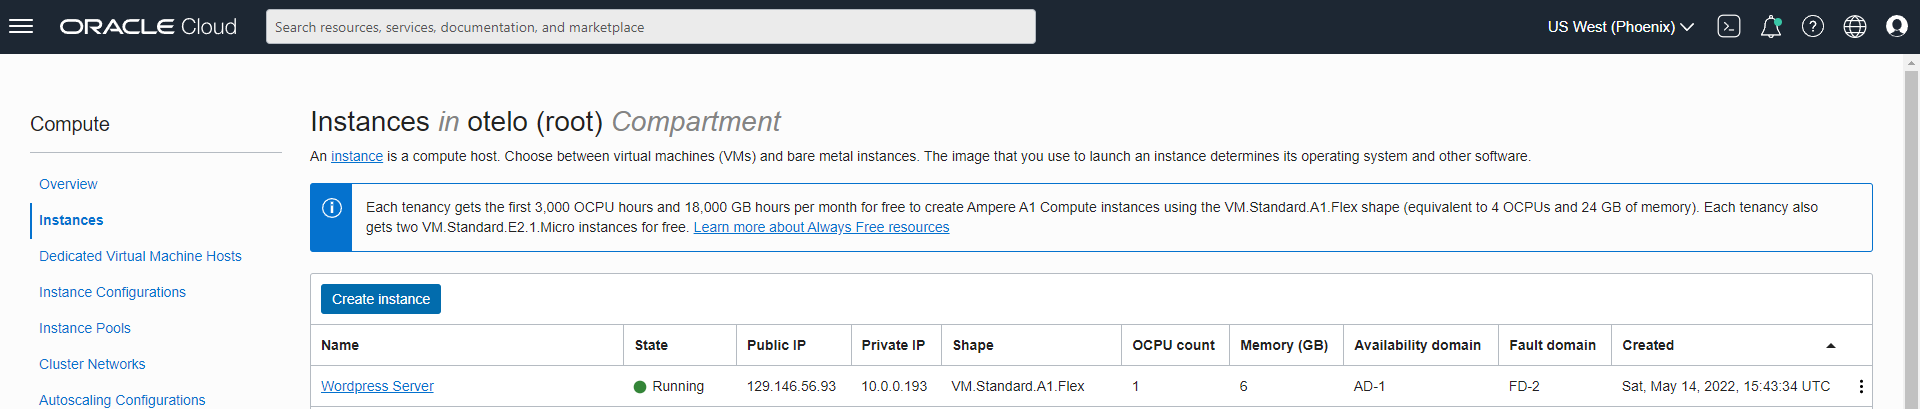 ORACLE Cloud
Search resources, services, documentation, and marketplace
US West (Phoenix)
Compute
Overview
Instances
Dedicated Virtual Machine Hosts
Instance Configurations
Instance Pools
Cluster Networks
Autoscaling Configurations
Instances in otelo (root) Compartment
An instance is a compute host. Choose between virtual machines (VMs) and bare metal instances. The image that you use to launch an instance determines its operating system and other software.
Each tenancy gets the first 3,000 OCPU hours and 18,000 GB hours per month for free to create Ampere A1 Compute instances using the VM.Standard.A1.Flex shape (equivalent to 4 OCPUs and 24 GB of memory). Each tenancy also
gets two VM.Standard.E2.1.Micro instances for free. Learn more about Always Free resources
Create instance
Name State Public IP Private IP Shape OCPU count Memory (GB) Availability domain Fault domain Created
Wordpress Server Running 129.146.56.93 10.0.0.193 VM.Standard.A1.Flex 1 6 AD-1 FD-2 Sat, May 14, 2022, 15:43:34 UTC